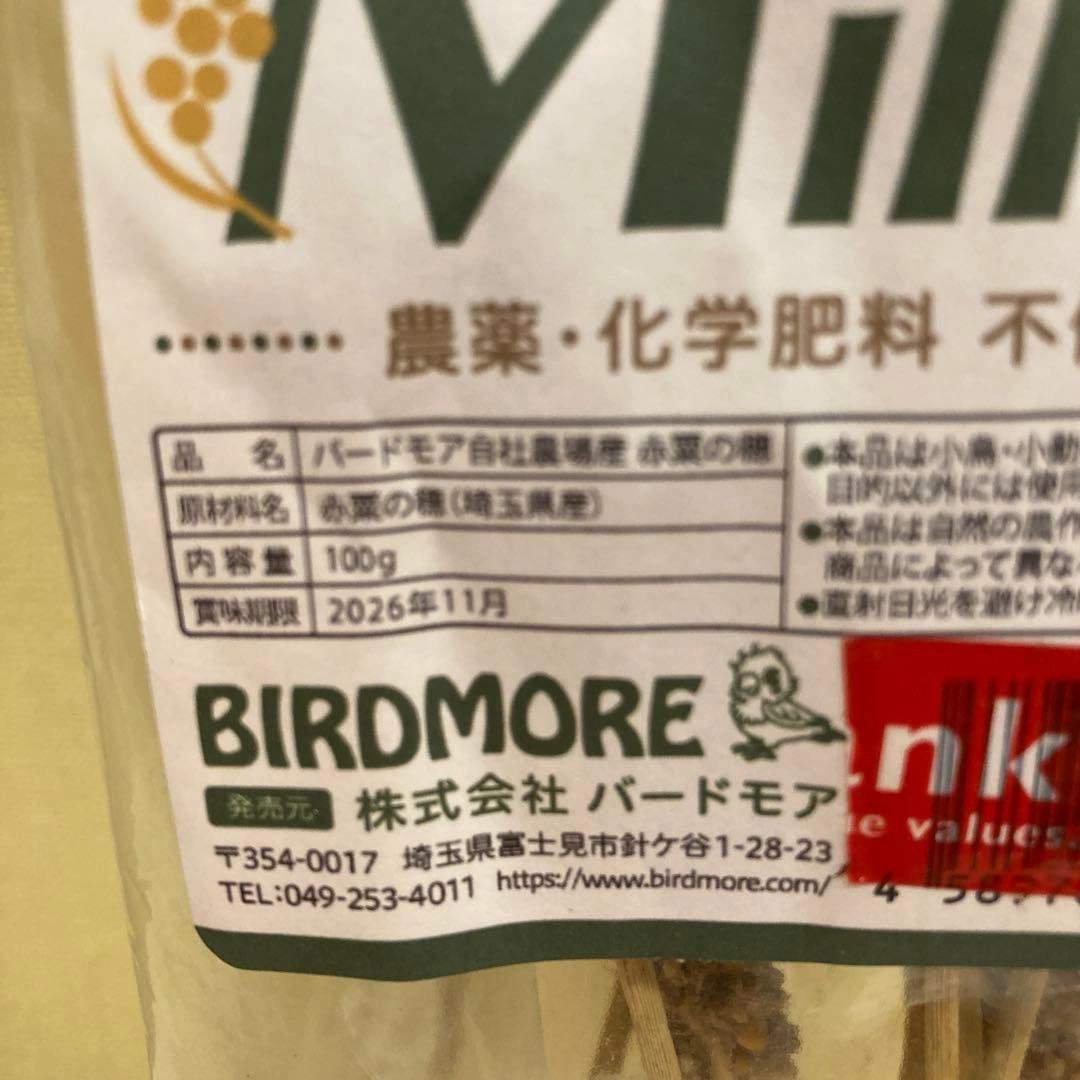 Mill
農薬・化学肥料 不
品 名 バードモア自社農場産 赤粟の穂
原材料名 赤粟の穂(埼玉県産)
内容量 100g
賞味期限 2026年11月
●本品は小鳥・小動
目的以外には使用
●本品は自然の農作
商品によって異な
●直射日光を避け冷
BIRDMORE
発売元 株式会社 バードモア
〒354-0017 埼玉県富士見市針ケ谷1-28-23
TEL:049-253-4011 https://www.birdmore.com/
ank
e values.
4